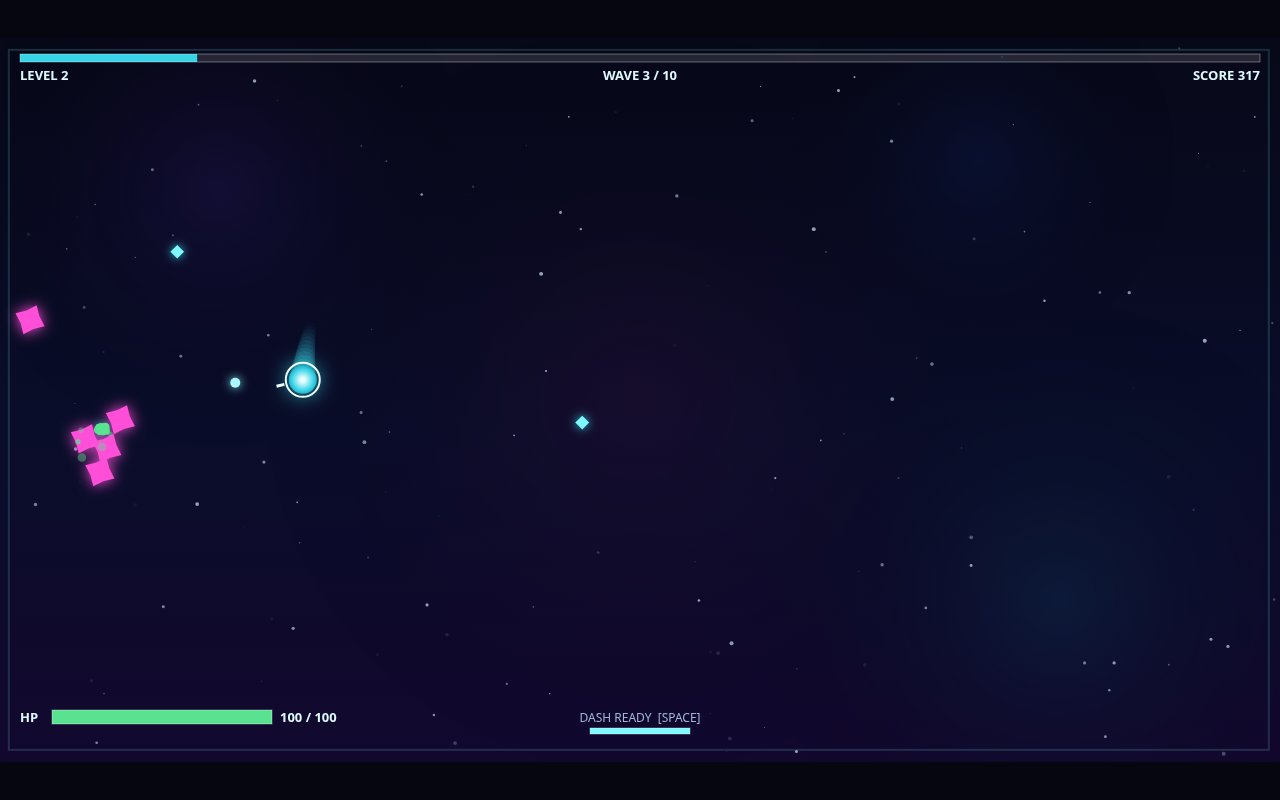 LEVEL 2
WAVE 3 / 10
SCORE 317
HP
100 / 100
DASH READY [SPACE]